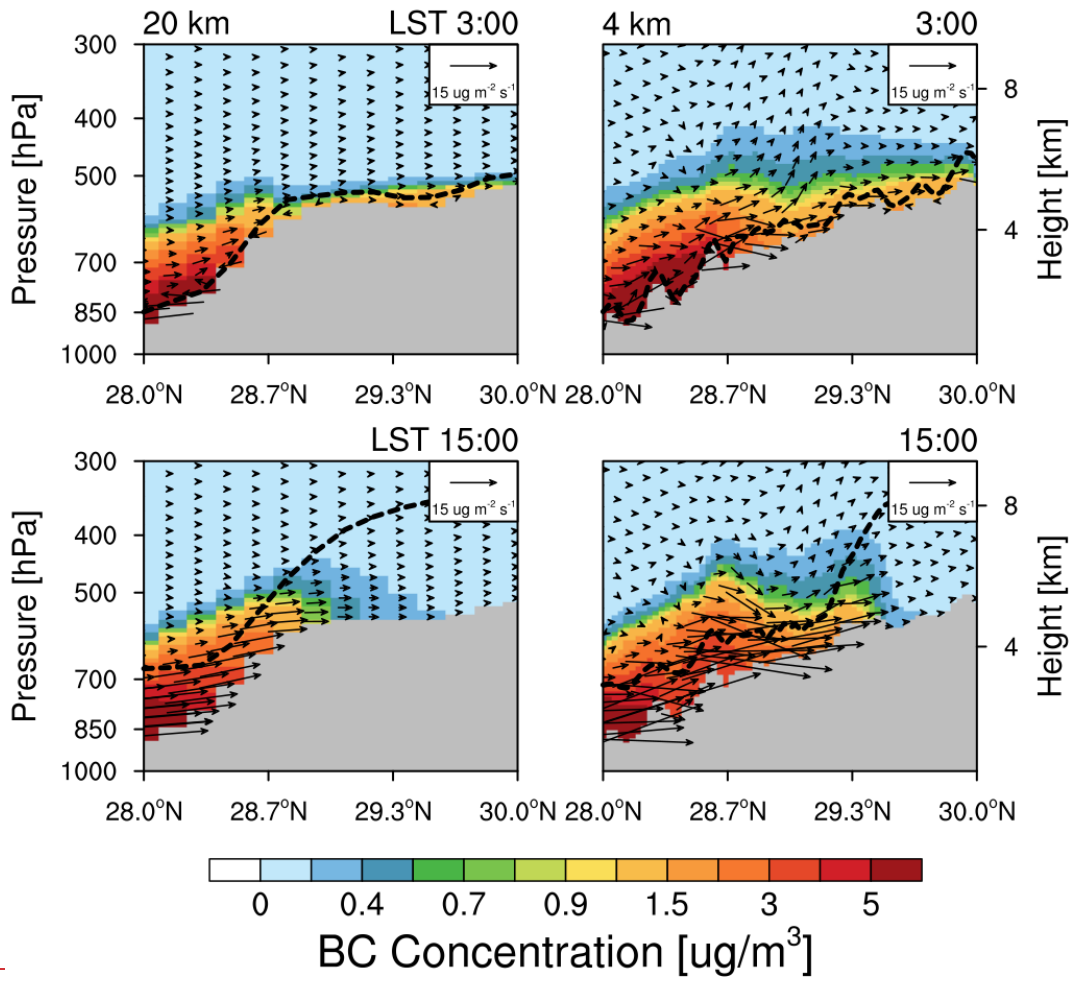 20 km LST 3:00
4 km 3:00
300
400
500
700
850
1000
Pressure [hPa]
15 ug m⁻² s⁻¹
15 ug m⁻² s⁻¹
8
4
Height [km]
28.0°N 28.7°N 29.3°N 30.0°N 28.0°N 28.7°N 29.3°N 30.0°N
LST 15:00
15:00
300
400
500
700
850
1000
Pressure [hPa]
15 ug m⁻² s⁻¹
15 ug m⁻² s⁻¹
8
4
Height [km]
28.0°N 28.7°N 29.3°N 30.0°N 28.0°N 28.7°N 29.3°N 30.0°N
0 0.4 0.7 0.9 1.5 3 5
BC Concentration [ug/m³]